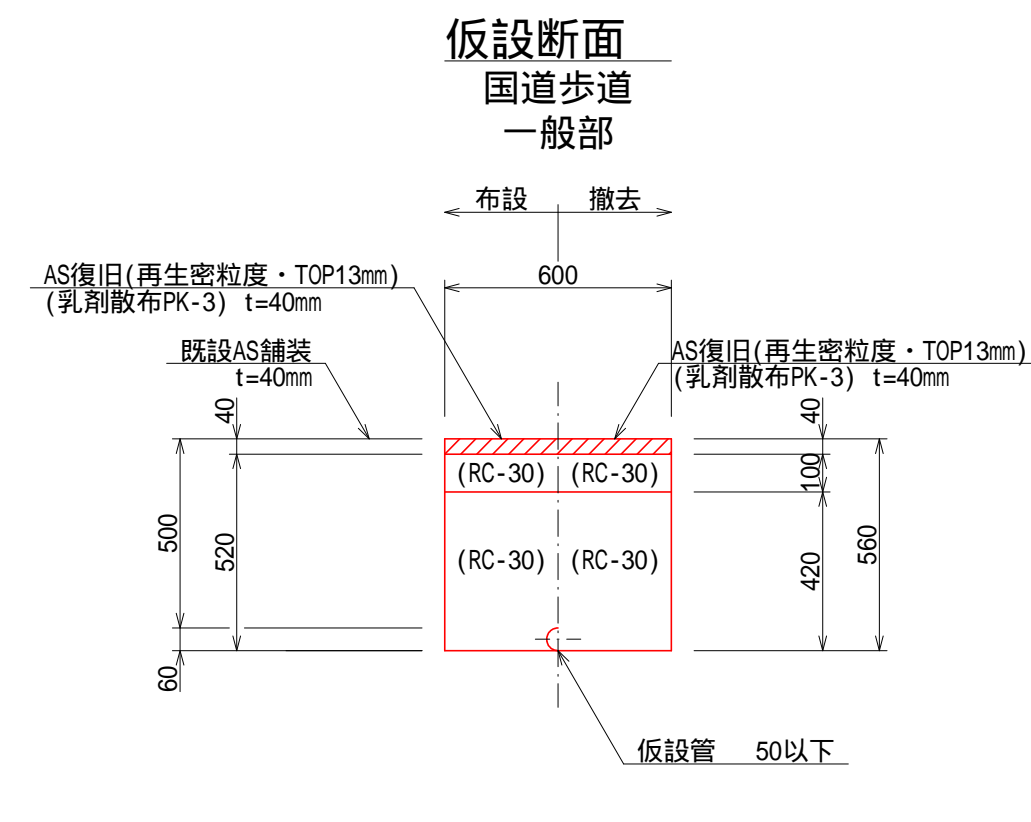 仮設断面
国道歩道
一般部
布設 撤去
600
AS復旧(再生密粒度・TOP13mm)
(乳剤散布PK-3) t=40mm
既設AS舗装
t=40mm
AS復旧(再生密粒度・TOP13mm)
(乳剤散布PK-3) t=40mm
40
500
520
60
(RC-30) (RC-30)
(RC-30) (RC-30)
40
100
420
560
仮設管 50以下